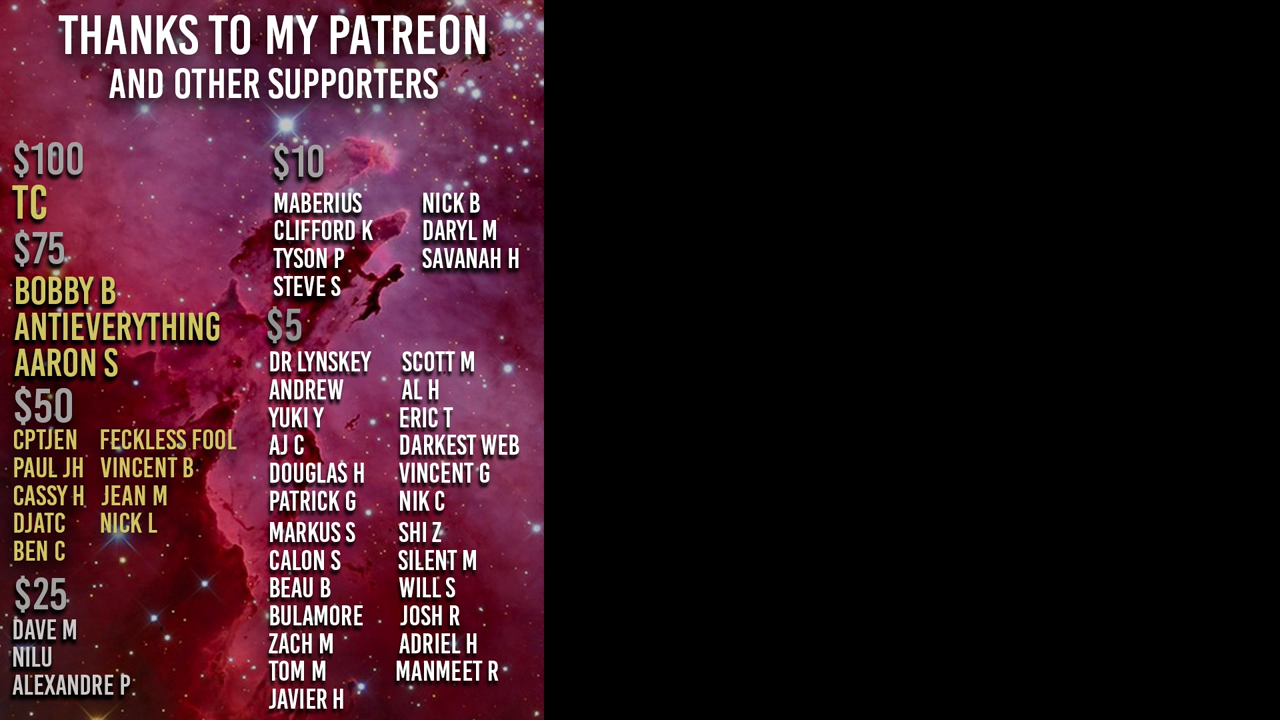 THANKS TO MY PATREON
AND OTHER SUPPORTERS
$100
TC
$75
BOBBY B
ANTIEVERYTHING
AARON S
$50
CPTJEN FECKLESS FOOL
PAUL JH VINCENT B
CASSY H JEAN M
DJATC NICK L
BEN C
$25
DAVE M
NILU
ALEXANDRE P
$10
MABERIUS NICK B
CLIFFORD K DARYL M
TYSON P SAVANAH H
STEVE S
$5
DR LYNSKEY SCOTT M
ANDREW AL H
YUKI Y ERIC T
AJ C DARKEST WEB
DOUGLAS H VINCENT G
PATRICK G NIK C
MARKUS S SHI Z
CALON S SILENT M
BEAU B WILL S
BULAMORE JOSH R
ZACH M ADRIEL H
TOM M MANMEET R
JAVIER H